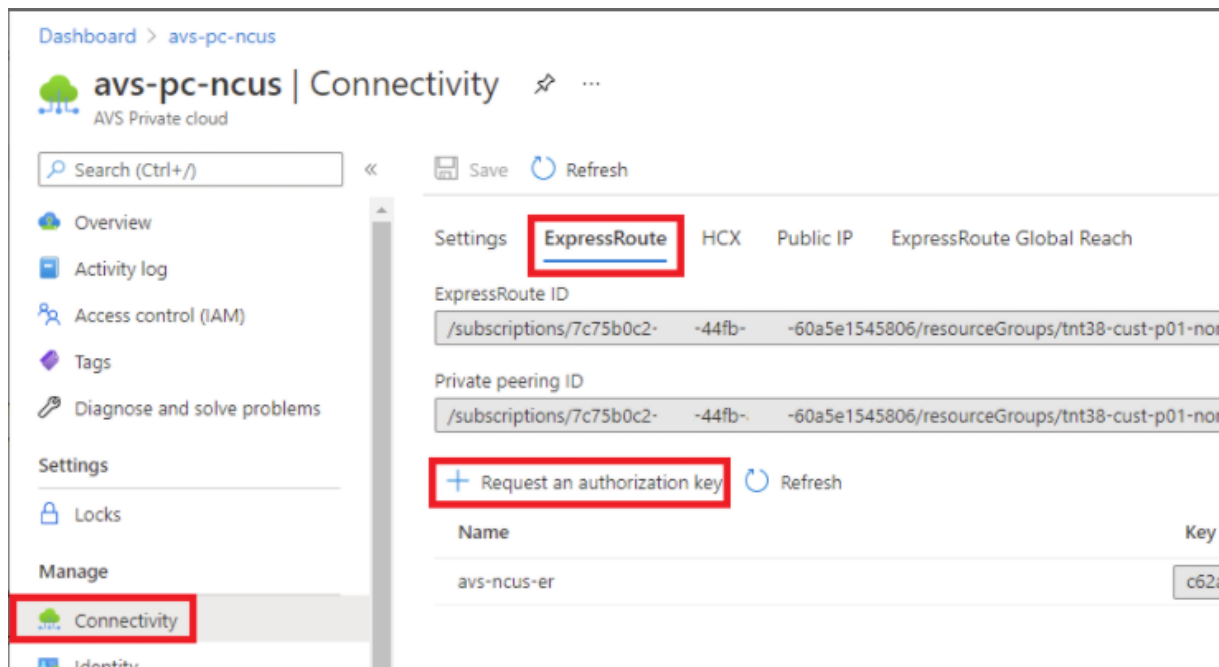 Dashboard > avs-pc-ncus
avs-pc-ncus | Connectivity ...
AVS Private cloud
Search (Ctrl+/) «
Save Refresh
Overview
Activity log
Access control (IAM)
Tags
Diagnose and solve problems
Settings
Locks
Manage
Connectivity
Identity
Settings ExpressRoute HCX Public IP ExpressRoute Global Reach
ExpressRoute ID
/subscriptions/7c75b0c2- -44fb- -60a5e1545806/resourceGroups/tnt38-cust-p01-nor
Private peering ID
/subscriptions/7c75b0c2- -44fb- -60a5e1545806/resourceGroups/tnt38-cust-p01-nor
+ Request an authorization key Refresh
Name Key
avs-ncus-er c62a